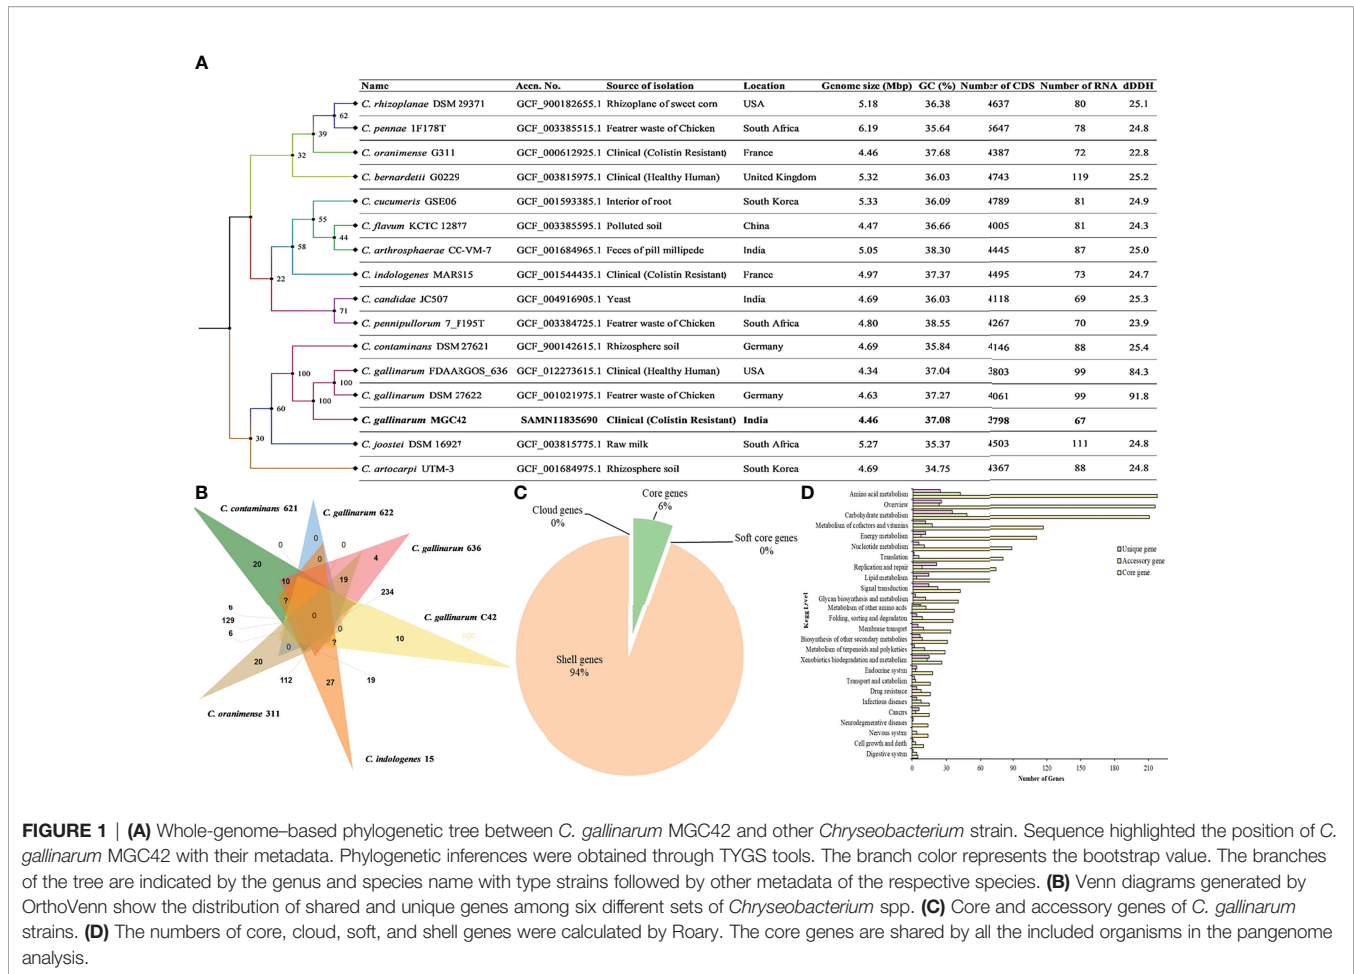 A
Name Accn. No. Source of isolation Location Genome size (Mbp) GC (%) Number of CDS Number of RNA dDDH
C. rhizoplanae DSM 29371 GCF_900182655.1 Rhizoplane of sweet corn USA 5.18 36.38 4637 80 25.1
C. pennae 1F178T GCF_003385515.1 Featrer waste of Chicken South Africa 6.19 35.64 5647 78 24.8
C. oranimense G311 GCF_000612925.1 Clinical (Colistin Resistant) France 4.46 37.68 4387 72 22.8
C. bernardetii G0229 GCF_003815975.1 Clinical (Healthy Human) United Kingdom 5.32 36.03 4743 119 25.2
C. cucumeris GSE06 GCF_001593385.1 Interior of root South Korea 5.33 36.09 4789 81 24.9
C. flavum KCTC 12877 GCF_003385595.1 Polluted soil China 4.47 36.66 4005 81 24.3
C. arthrosphaerae CC-VM-7 GCF_001684965.1 Feces of pill millipede India 5.05 38.30 4445 87 25.0
C. indologenes MARS15 GCF_001544435.1 Clinical (Colistin Resistant) France 4.97 37.37 4495 73 24.7
C. candidae JC507 GCF_004916905.1 Yeast India 4.69 36.03 4118 69 25.3
C. pennipullorum 7_F195T GCF_003384725.1 Featrer waste of Chicken South Africa 4.80 38.55 4267 70 23.9
C. contaminans DSM 27621 GCF_900142615.1 Rhizosphere soil Germany 4.69 35.84 4146 88 25.4
C. gallinarum FDAARGOS_636 GCF_012273615.1 Clinical (Healthy Human) USA 4.34 37.04 3803 99 84.3
C. gallinarum DSM 27622 GCF_001021975.1 Featrer waste of Chicken Germany 4.63 37.27 4061 99 91.8
C. gallinarum MGC42 SAMN11835690 Clinical (Colistin Resistant) India 4.46 37.08 3798 67
C. joostei DSM 16927 GCF_003815775.1 Raw milk South Africa 5.27 35.37 4503 111 24.8
C. artocarpi UTM-3 GCF_001684975.1 Rhizosphere soil South Korea 4.69 34.75 4367 88 24.8
62
39
32
55
44
58
22
71
100
100
100
60
30
B
C. contaminans 621
C. gallinarum 622
C. gallinarum 636
C. gallinarum C42
C. indologenes 15
C. oranimense 311
0
0
0
0
20
4
10
19
234
?
6
129
6
0
0
10
0
?
20
112
27
19
C
Core genes
6%
Cloud genes
0%
Soft core genes
0%
Shell genes
94%
D
Kegg Level
Amino acid metabolism
Overview
Carbohydrate metabolism
Metabolism of cofactors and vitamins
Energy metabolism
Nucleotide metabolism
Translation
Replication and repair
Lipid metabolism
Signal transduction
Glycan biosynthesis and metabolism
Metabolism of other amino acids
Folding, sorting and degradation
Membrane transport
Biosynthesis of other secondary metabolites
Metabolism of terpenoids and polyketides
Xenobiotics biodegradation and metabolism
Endocrine system
Transport and catabolism
Drug resistance
Infectious diseases
Cancers
Neurodegenerative diseases
Nervous system
Cell growth and death
Digestive system
0 30 60 90 120 150 180 210
Number of Genes
Unique gene
Accessory gene
Core gene
FIGURE 1 | (A) Whole-genome–based phylogenetic tree between C. gallinarum MGC42 and other Chryseobacterium strain. Sequence highlighted the position of C.
gallinarum MGC42 with their metadata. Phylogenetic inferences were obtained through TYGS tools. The branch color represents the bootstrap value. The branches
of the tree are indicated by the genus and species name with type strains followed by other metadata of the respective species. (B) Venn diagrams generated by
OrthoVenn show the distribution of shared and unique genes among six different sets of Chryseobacterium spp. (C) Core and accessory genes of C. gallinarum
strains. (D) The numbers of core, cloud, soft, and shell genes were calculated by Roary. The core genes are shared by all the included organisms in the pangenome
analysis.